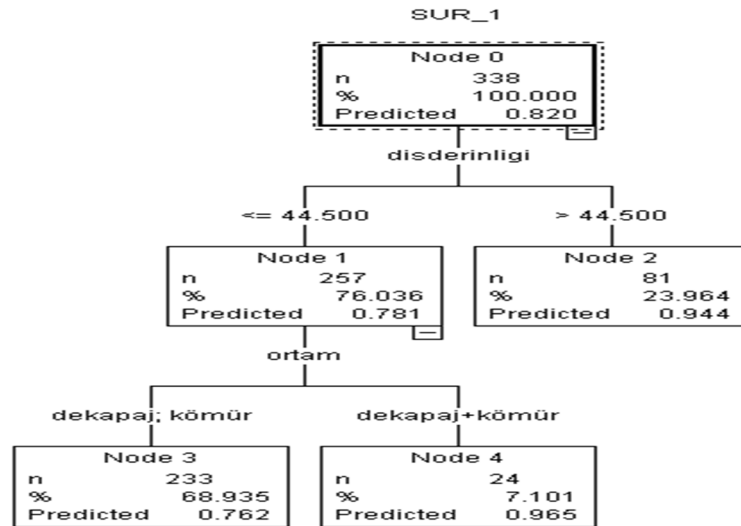 SUR_1
Node 0
n 338
% 100.000
Predicted 0.820
disderinligi
<= 44.500
> 44.500
Node 1
n 257
% 76.036
Predicted 0.781
Node 2
n 81
% 23.964
Predicted 0.944
ortam
dekapaj; kömür
dekapaj+kömür
Node 3
n 233
% 68.935
Predicted 0.762
Node 4
n 24
% 7.101
Predicted 0.965